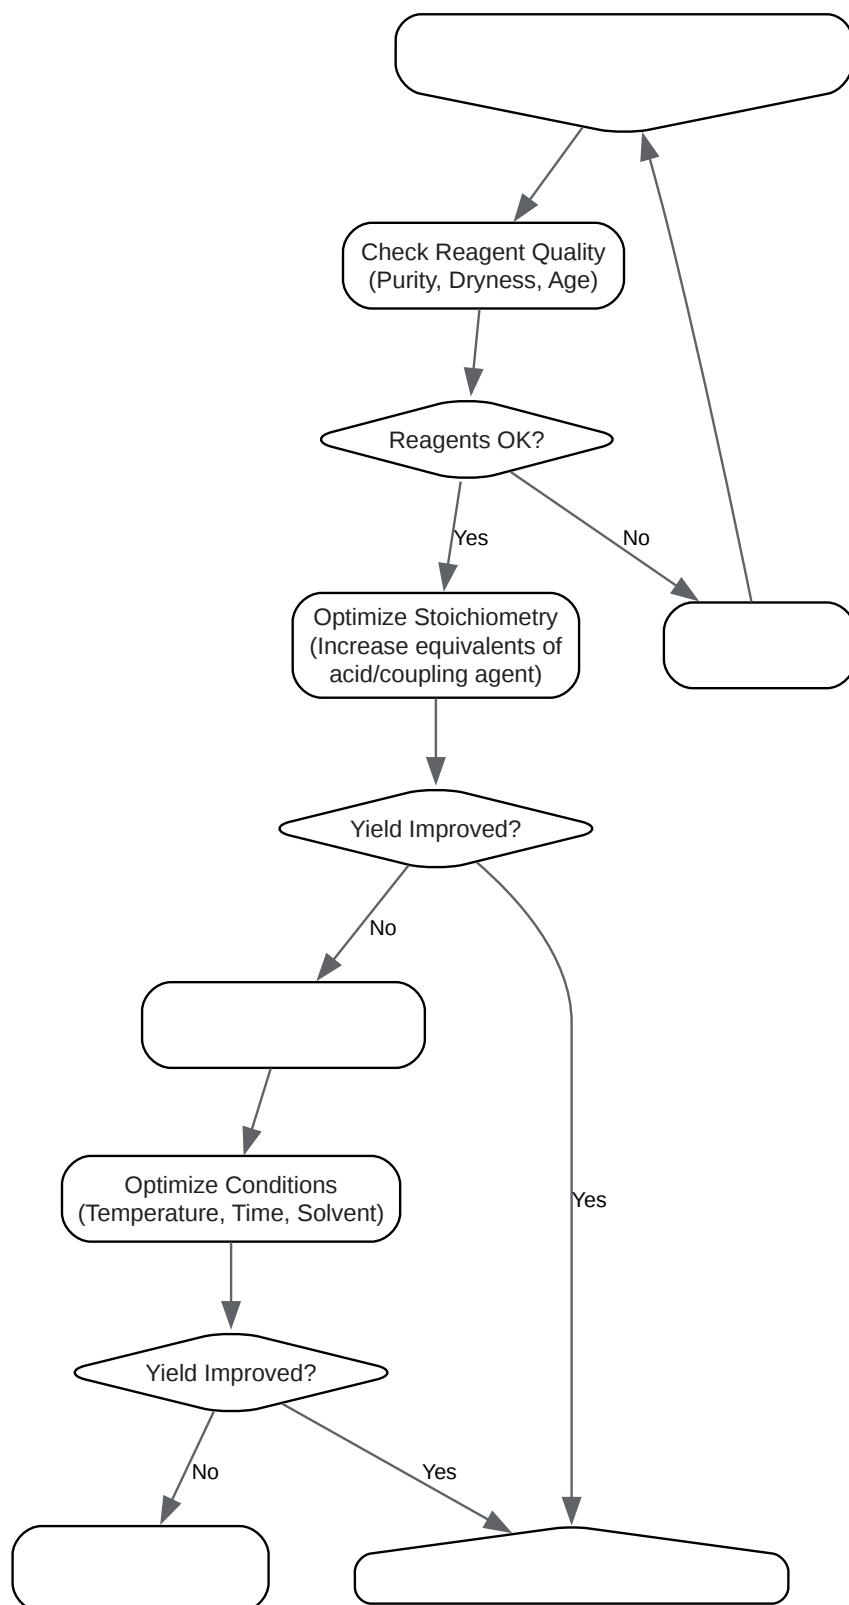 Check Reagent Quality
(Purity, Dryness, Age)
Reagents OK?
Yes
No
Optimize Stoichiometry
(Increase equivalents of
acid/coupling agent)
Yield Improved?
No
Optimize Conditions
(Temperature, Time, Solvent)
Yes
Yield Improved?
No
Yes